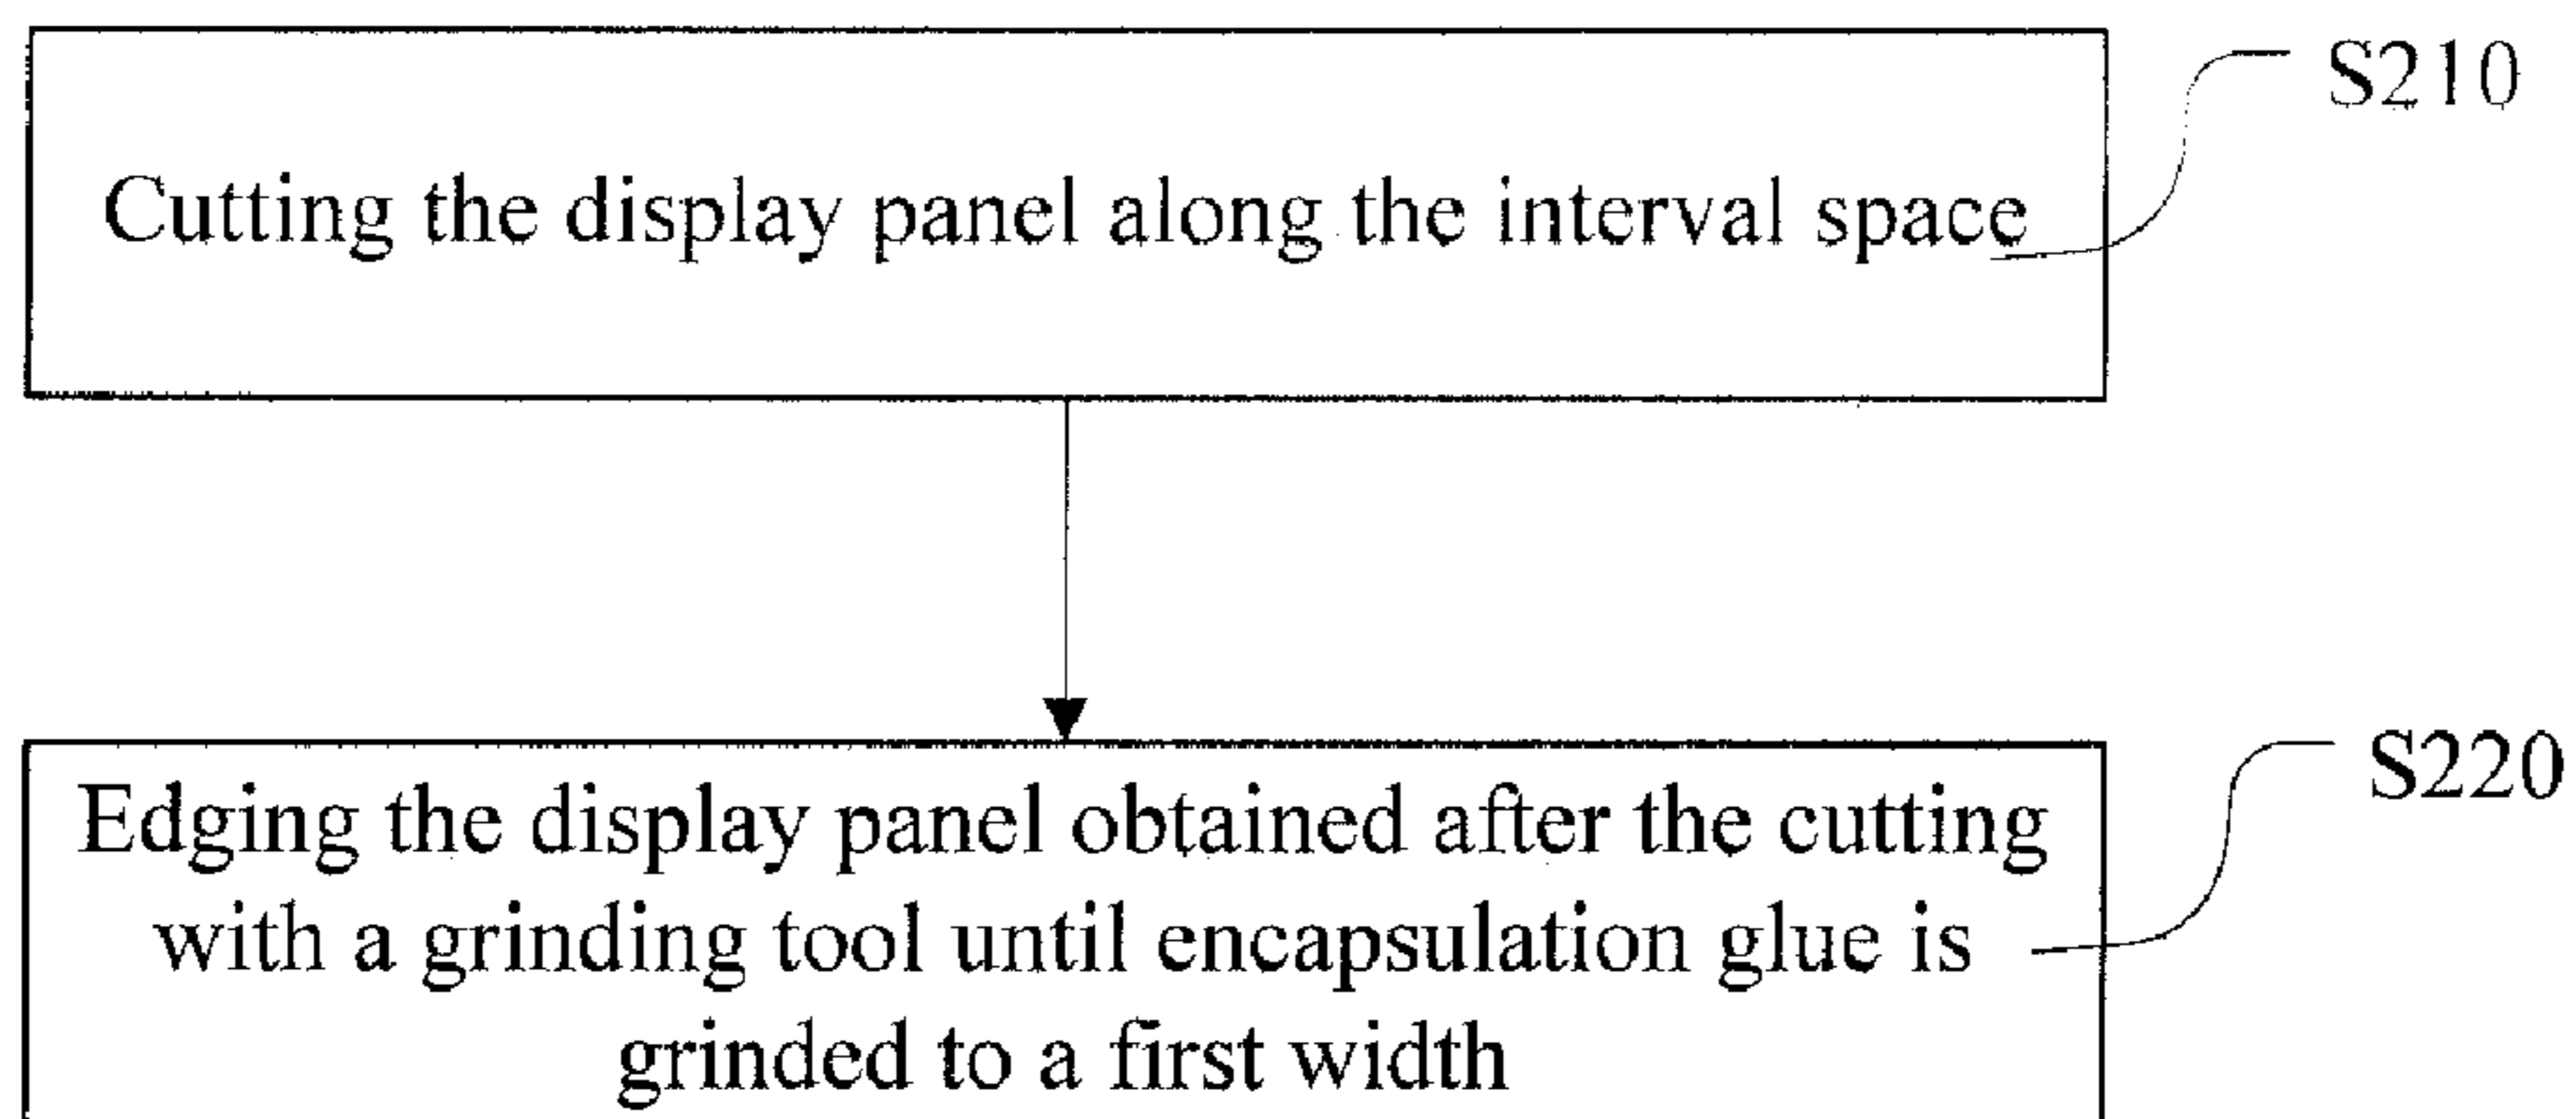 S210
Cutting the display panel along the interval space
S220
Edging the display panel obtained after the cutting
with a grinding tool until encapsulation glue is
grinded to a first width